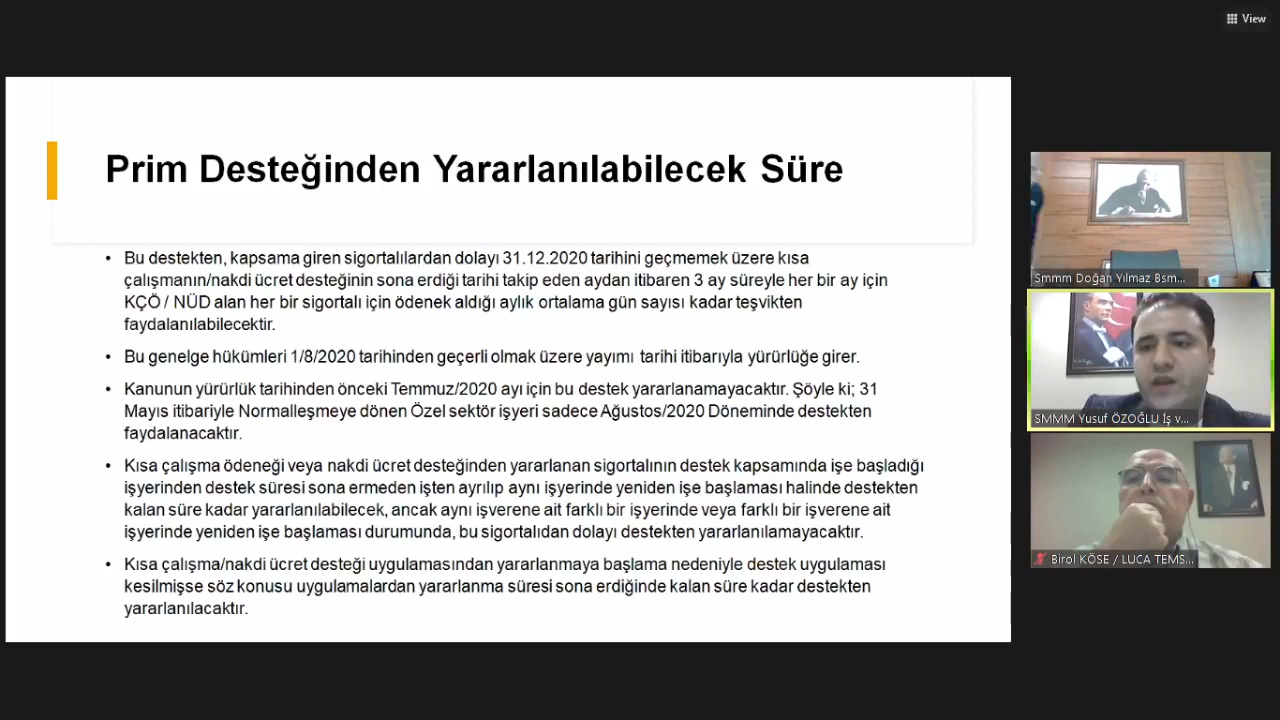 View
Prim Desteğinden Yararlanılabilecek Süre
• Bu destekten, kapsama giren sigortalılardan dolayı 31.12.2020 tarihini geçmemek üzere kısa
çalışmanın/nakdi ücret desteğinin sona erdiği tarihi takip eden aydan itibaren 3 ay süreyle her bir ay için
KÇÖ / NÜD alan her bir sigortalı için ödenek aldığı aylık ortalama gün sayısı kadar teşvikten
faydalanılabilecektir.
• Bu genelge hükümleri 1/8/2020 tarihinden geçerli olmak üzere yayımı tarihi itibarıyla yürürlüğe girer.
• Kanunun yürürlük tarihinden önceki Temmuz/2020 ayı için bu destek yararlanamayacaktır. Şöyle ki; 31
Mayıs itibariyle Normalleşmeye dönen Özel sektör işyeri sadece Ağustos/2020 Döneminde destekten
faydalanacaktır.
• Kısa çalışma ödeneği veya nakdi ücret desteğinden yararlanan sigortalının destek kapsamında işe başladığı
işyerinden destek süresi sona ermeden işten ayrılıp aynı işyerinde yeniden işe başlaması halinde destekten
kalan süre kadar yararlanılabilecek, ancak aynı işverene ait farklı bir işyerinde veya farklı bir işverene ait
işyerinde yeniden işe başlaması durumunda, bu sigortalıdan dolayı destekten yararlanılamayacaktır.
• Kısa çalışma/nakdi ücret desteği uygulamasından yararlanmaya başlama nedeniyle destek uygulaması
kesilmişse söz konusu uygulamalardan yararlanma süresi sona erdiğinde kalan süre kadar destekten
yararlanılacaktır.
Smmm Doğan Yılmaz Bsm...
SMMM Yusuf ÖZOĞLU İş v...
Birol KÖSE / LUCA TEMS...